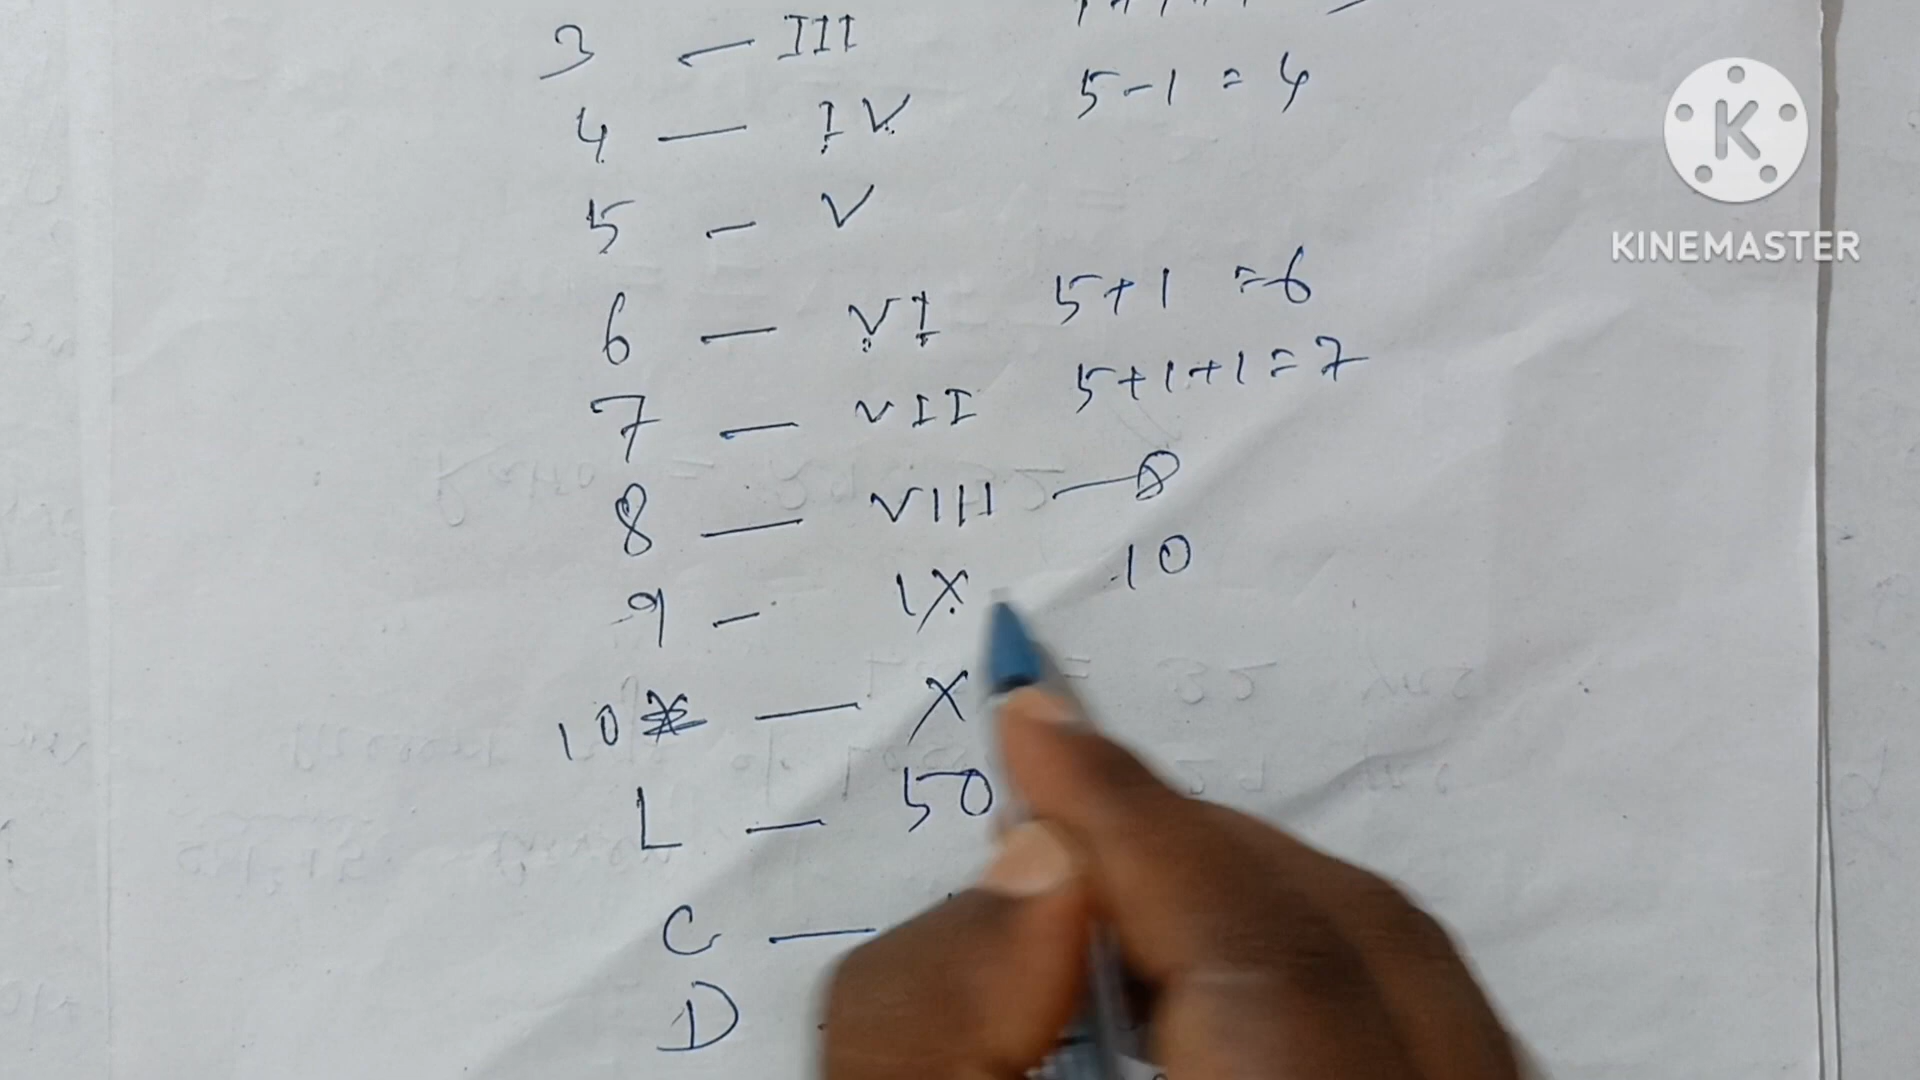 3 — III
4 — IV 5-1 = 4
5 — V
6 — VI 5+1 = 6
7 — VII 5+1+1 = 7
8 — VIII — 8
9 — IX 10
10 — X
L — 50
C —
D
K
KINEMASTER